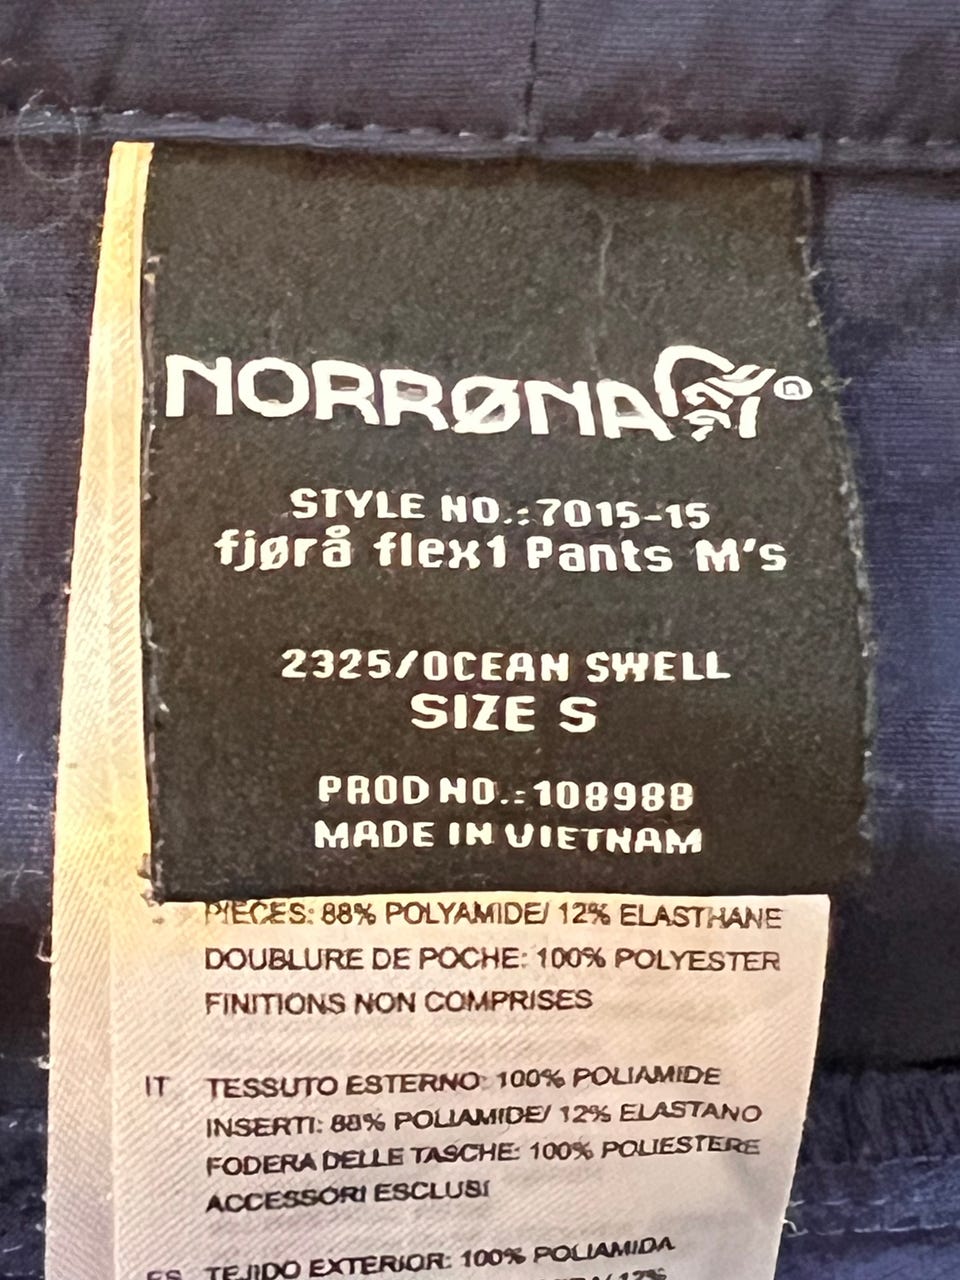 NORRØNA®
STYLE NO.:7015-15
fjørå flex1 Pants M's
2325/OCEAN SWELL
SIZE S
PROD NO.:108988
MADE IN VIETNAM
PIECES: 88% POLYAMIDE/ 12% ELASTHANE
DOUBLURE DE POCHE: 100% POLYESTER
FINITIONS NON COMPRISES
IT TESSUTO ESTERNO: 100% POLIAMIDE
INSERTI: 88% POLIAMIDE/ 12% ELASTANO
FODERA DELLE TASCHE: 100% POLIESTERE
ACCESSORI ESCLUSI
ES TEJIDO EXTERIOR: 100% POLIAMIDA
12%